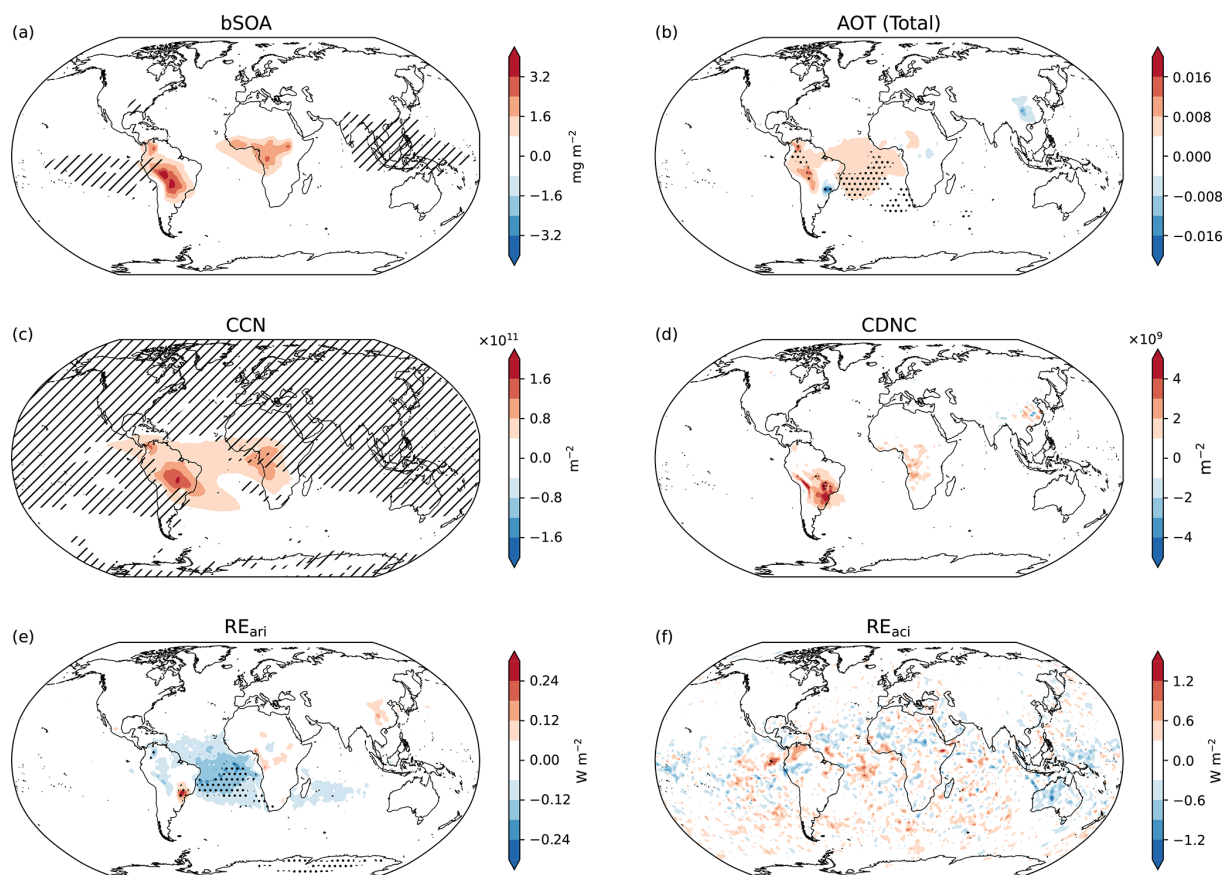 (a) bSOA
3.2
1.6
0.0
−1.6
−3.2
mg m−2
(b) AOT (Total)
0.016
0.008
0.000
−0.008
−0.016
(c) CCN
×10¹¹
1.6
0.8
0.0
−0.8
−1.6
m−2
(d) CDNC
×10⁹
4
2
0
−2
−4
m−2
(e) REari
0.24
0.12
0.00
−0.12
−0.24
W m−2
(f) REaci
1.2
0.6
0.0
−0.6
−1.2
W m−2